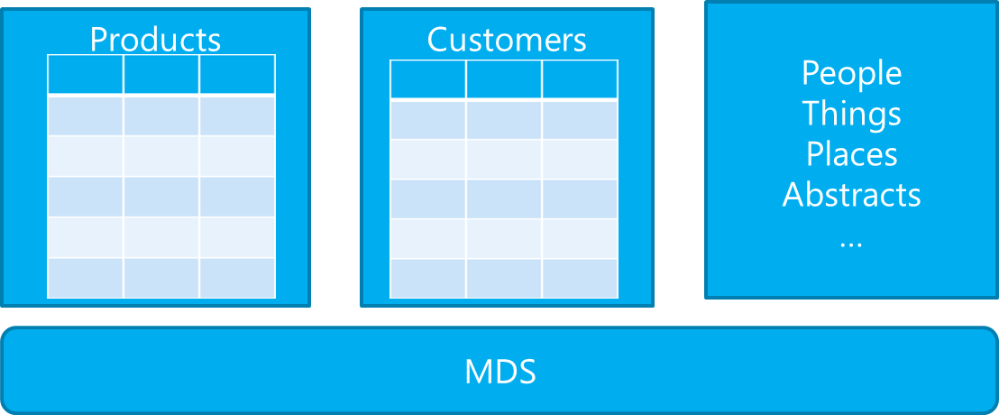 Products
Customers
People
Things
Places
Abstracts
...
MDS